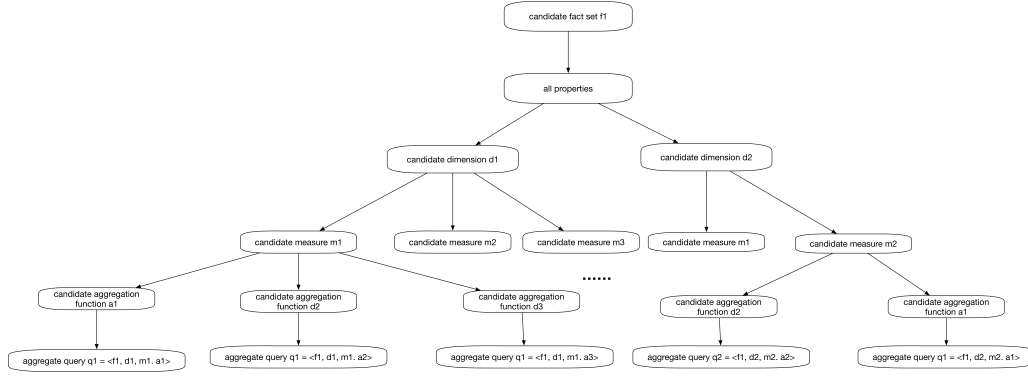 candidate fact set f1
all properties
candidate dimension d1
candidate dimension d2
candidate measure m1
candidate measure m2
candidate measure m3
candidate measure m1
candidate measure m2
......
candidate aggregation
function a1
candidate aggregation
function d2
candidate aggregation
function d3
candidate aggregation
function d2
candidate aggregation
function a1
aggregate query q1 = <f1, d1, m1. a1>
aggregate query q1 = <f1, d1, m1. a2>
aggregate query q1 = <f1, d1, m1. a3>
aggregate query q2 = <f1, d2, m2. a2>
aggregate query q1 = <f1, d2, m2. a1>